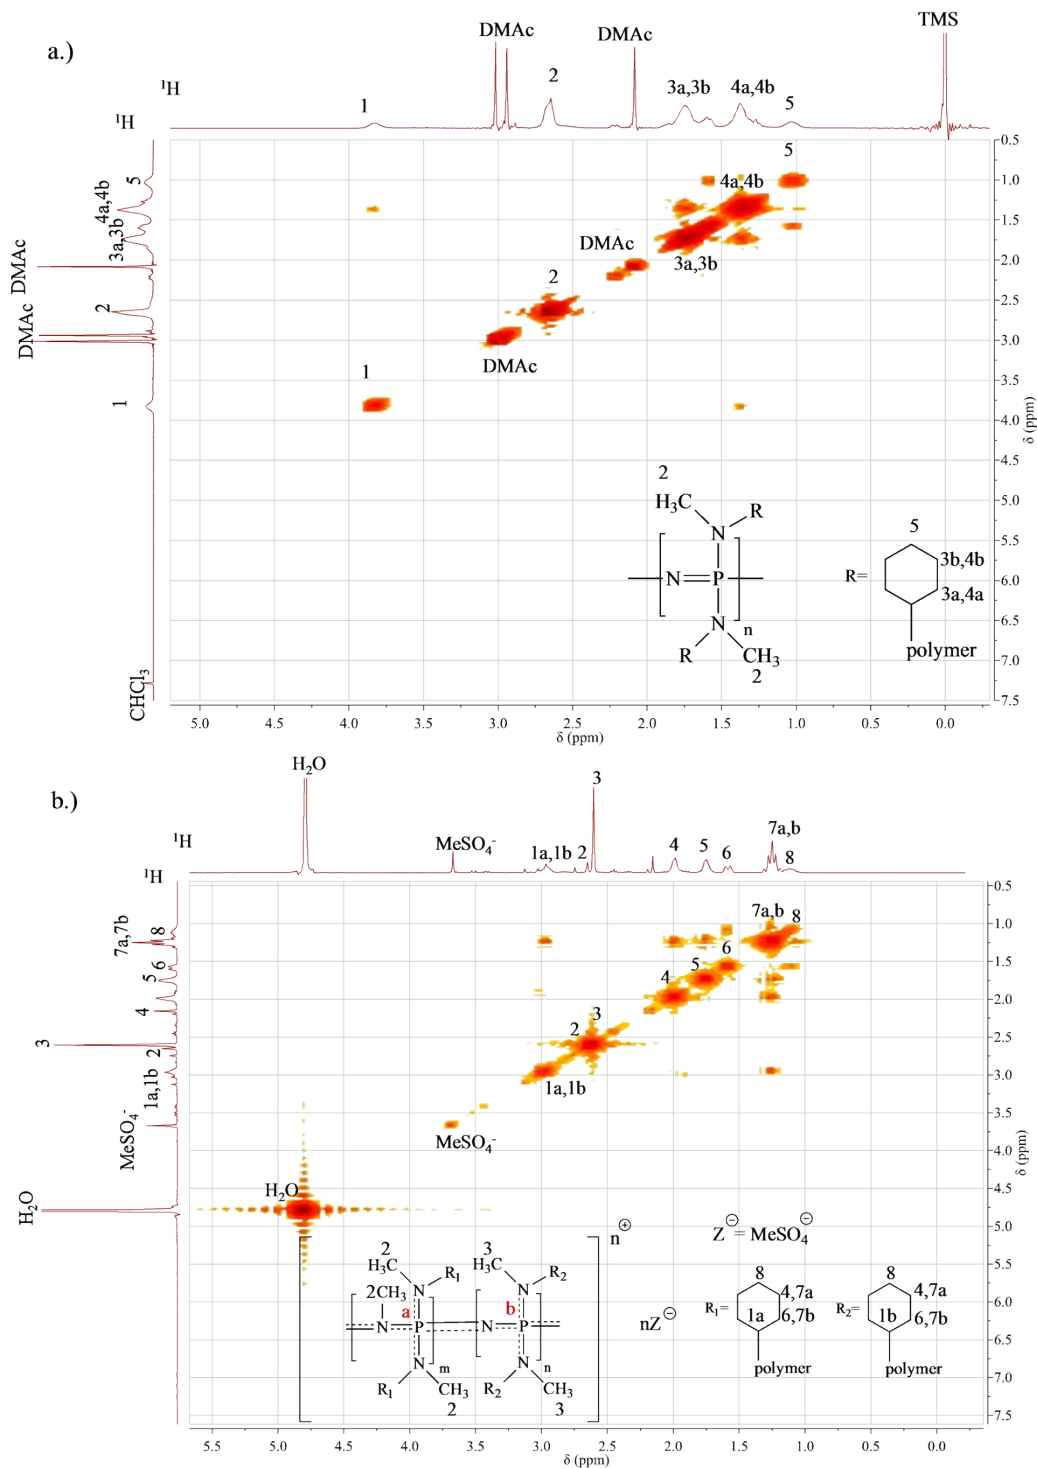 a.)
DMAc
DMAc
TMS
¹H
1
2
3a,3b
4a,4b
5
¹H
5
4a,4b
3a,3b
DMAc
2
DMAc
1
CHCl₃
5
4a,4b
DMAc
3a,3b
2
DMAc
1
0.5
1.0
1.5
2.0
2.5
3.0
3.5
4.0
4.5
5.0
5.5
6.0
6.5
7.0
7.5
δ (ppm)
2
H₃C
R
N
N
P
N
n
R
CH₃
2
R=
5
3b,4b
3a,4a
polymer
5.0 4.5 4.0 3.5 3.0 2.5 2.0 1.5 1.0 0.5 0.0
δ (ppm)
b.)
H₂O
3
¹H
MeSO₄⁻
1a,1b
2
4
5
6
7a,b
8
¹H
7a,7b
8
6
5
4
3
2
1a,1b
MeSO₄⁻
H₂O
7a,b
8
6
5
4
3
2
1a,1b
MeSO₄⁻
H₂O
0.5
1.0
1.5
2.0
2.5
3.0
3.5
4.0
4.5
5.0
5.5
6.0
6.5
7.0
7.5
δ (ppm)
n⊕
Z⊖ = MeSO₄⊖
2
H₃C
R₁
N
2CH₃
a
N
P
N
m
R₁
CH₃
2
3
H₃C
R₂
N
b
N
P
N
n
R₂
CH₃
3
nZ⊖
R₁=
8
4,7a
1a
6,7b
polymer
R₂=
8
4,7a
1b
6,7b
polymer
5.5 5.0 4.5 4.0 3.5 3.0 2.5 2.0 1.5 1.0 0.5 0.0
δ (ppm)